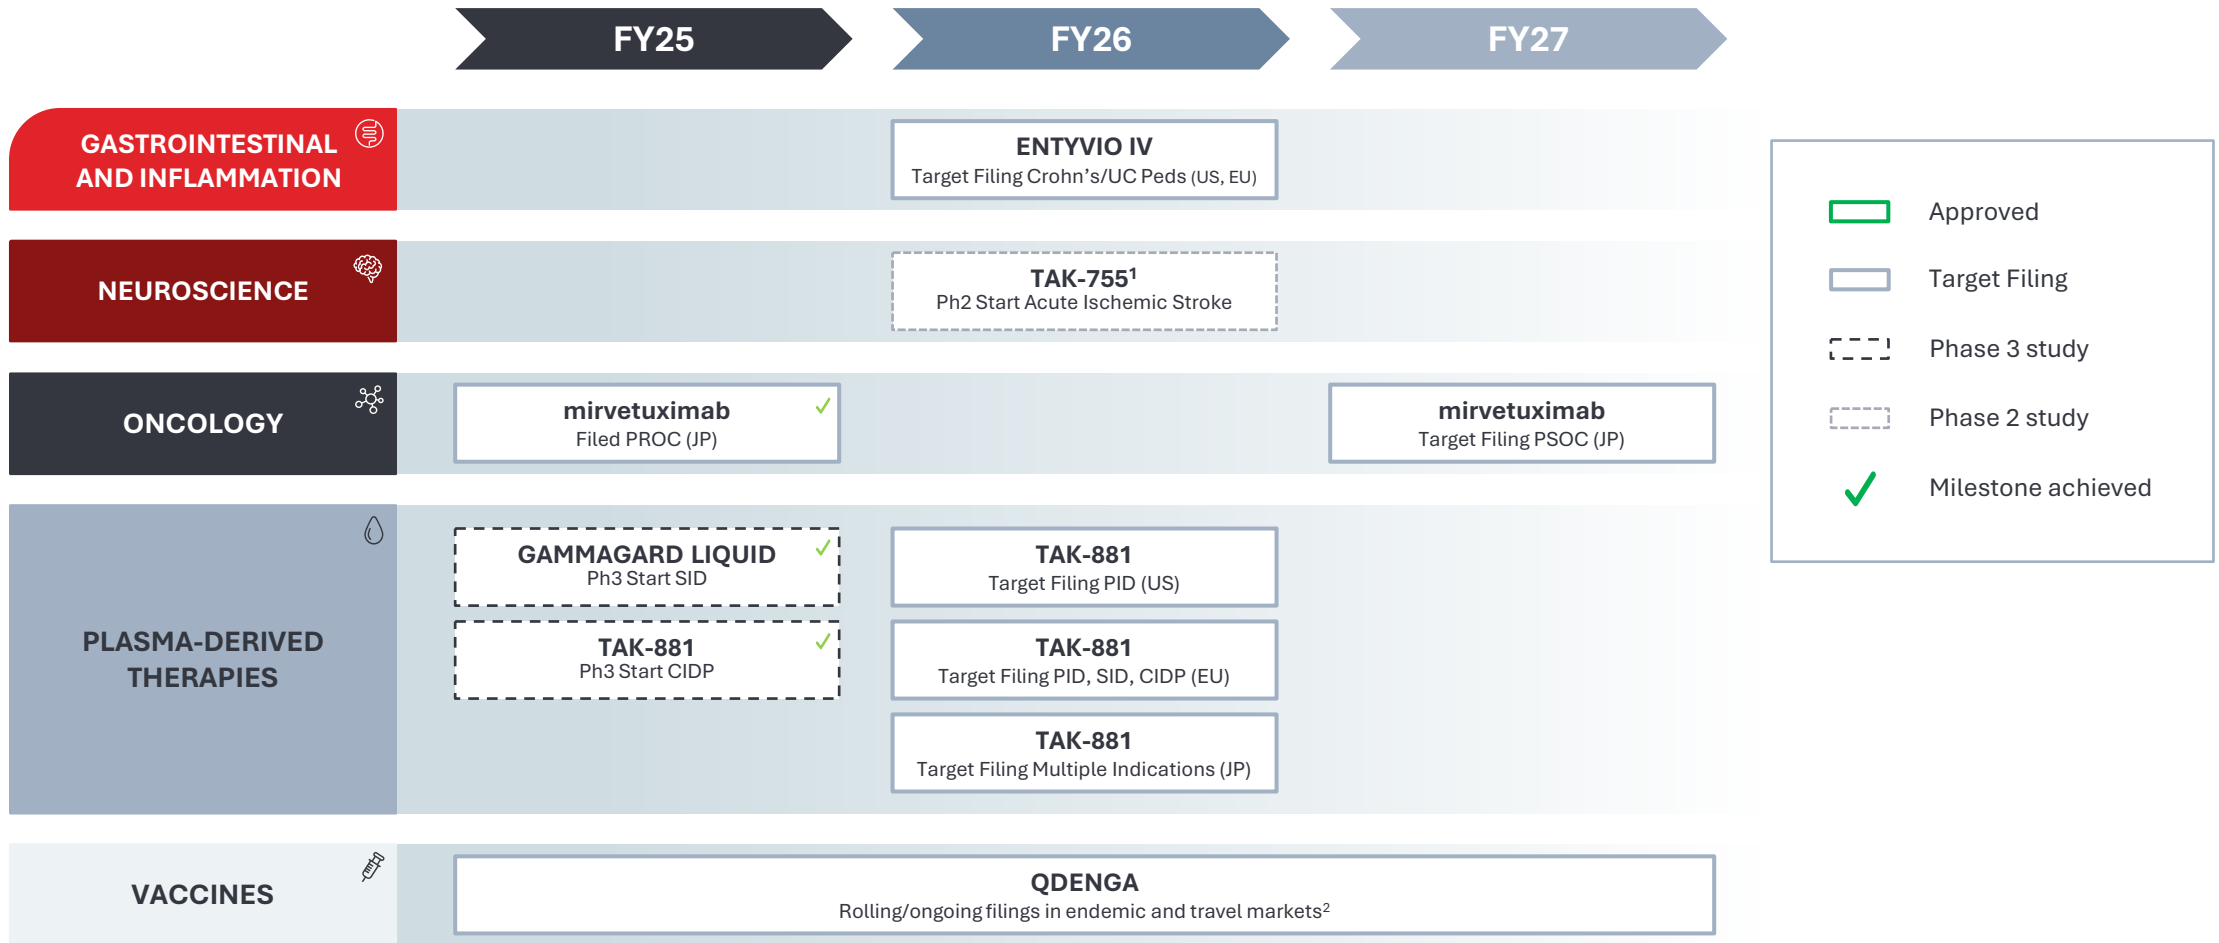 FY25
FY26
FY27
GASTROINTESTINAL
AND INFLAMMATION
ENTYVIO IV
Target Filing Crohn’s/UC Peds (US, EU)
NEUROSCIENCE
TAK-755¹
Ph2 Start Acute Ischemic Stroke
ONCOLOGY
mirvetuximab
Filed PROC (JP)
mirvetuximab
Target Filing PSOC (JP)
PLASMA-DERIVED
THERAPIES
GAMMAGARD LIQUID
Ph3 Start SID
TAK-881
Ph3 Start CIDP
TAK-881
Target Filing PID (US)
TAK-881
Target Filing PID, SID, CIDP (EU)
TAK-881
Target Filing Multiple Indications (JP)
VACCINES
QDENGA
Rolling/ongoing filings in endemic and travel markets²
Approved
Target Filing
Phase 3 study
Phase 2 study
Milestone achieved